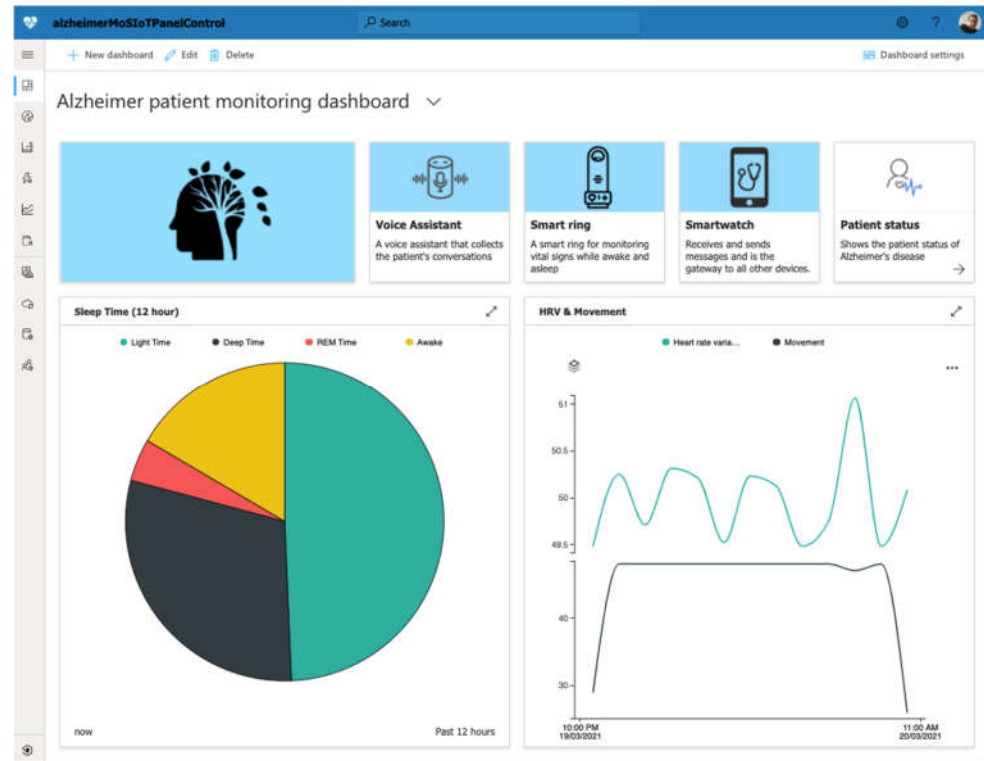 alzheimerMoSIoTPanelControl
Search
?
New dashboard Edit Delete
Dashboard settings
Alzheimer patient monitoring dashboard
Voice Assistant
A voice assistant that collects
the patient's conversations
Smart ring
A smart ring for monitoring
vital signs while awake and
asleep
Smartwatch
Receives and sends
messages and is the
gateway to all other devices.
Patient status
Shows the patient status of
Alzheimer's disease
Sleep Time (12 hour)
Light Time Deep Time REM Time Awake
now Past 12 hours
HRV & Movement
Heart rate varia... Movement
51
50.5
50
49.5
40
30
10:00 PM
19/03/2021
11:00 AM
20/03/2021